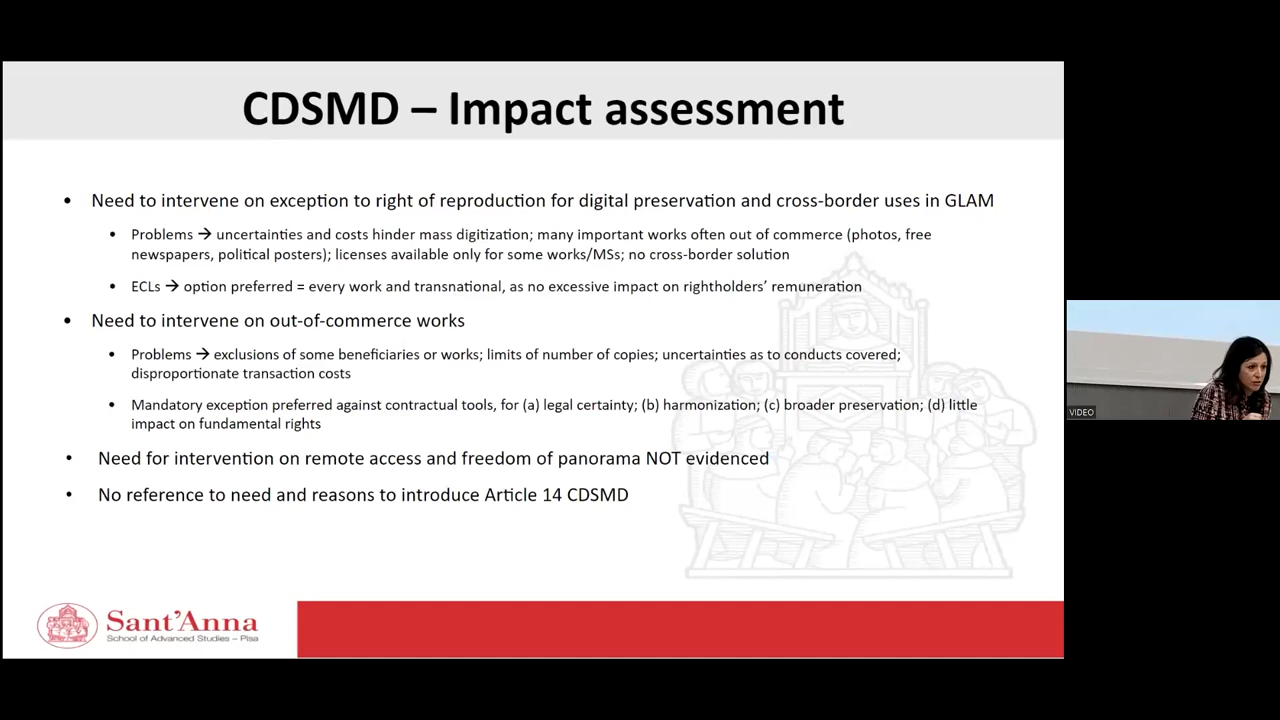 CDSMD – Impact assessment
• Need to intervene on exception to right of reproduction for digital preservation and cross-border uses in GLAM
• Problems → uncertainties and costs hinder mass digitization; many important works often out of commerce (photos, free
newspapers, political posters); licenses available only for some works/MSs; no cross-border solution
• ECLs → option preferred = every work and transnational, as no excessive impact on rightholders’ remuneration
• Need to intervene on out-of-commerce works
• Problems → exclusions of some beneficiaries or works; limits of number of copies; uncertainties as to conducts covered;
disproportionate transaction costs
• Mandatory exception preferred against contractual tools, for (a) legal certainty; (b) harmonization; (c) broader preservation; (d) little
impact on fundamental rights
• Need for intervention on remote access and freedom of panorama NOT evidenced
• No reference to need and reasons to introduce Article 14 CDSMD
Sant’Anna
School of Advanced Studies – Pisa
VIDEO